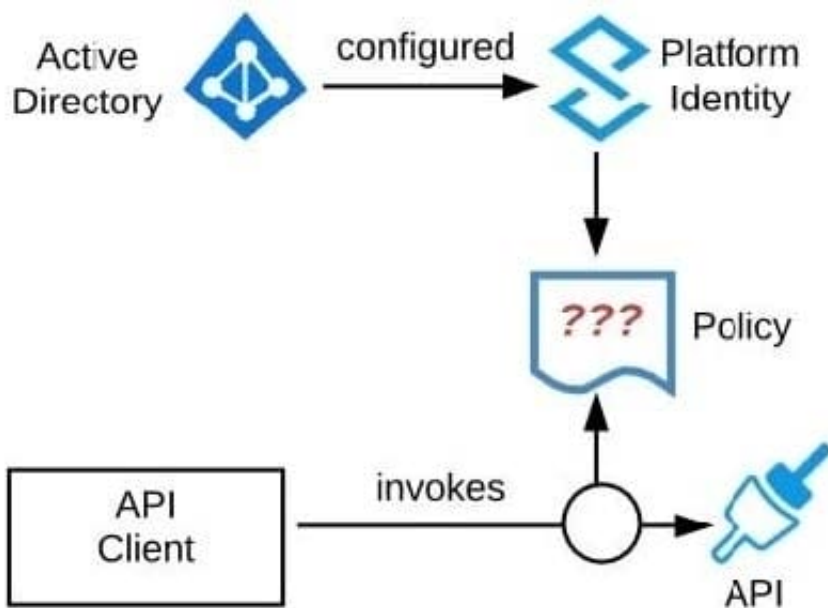 Active
Directory
configured
Platform
Identity
???
Policy
API
Client
invokes
API